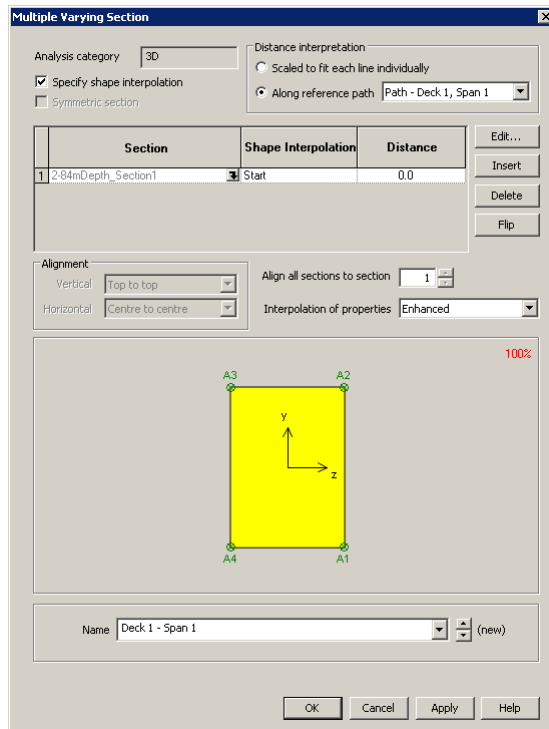 Multiple Varying Section
Analysis category 3D
Specify shape interpolation
Symmetric section
Distance interpretation
Scaled to fit each line individually
Along reference path Path - Deck 1, Span 1
Section Shape Interpolation Distance
1 2-84mDepth_Section1 Start 0.0
Edit...
Insert
Delete
Flip
Alignment
Vertical Top to top
Horizontal Centre to centre
Align all sections to section 1
Interpolation of properties Enhanced
100%
A3 A2
y
z
A4 A1
Name Deck 1 - Span 1 (new)
OK Cancel Apply Help